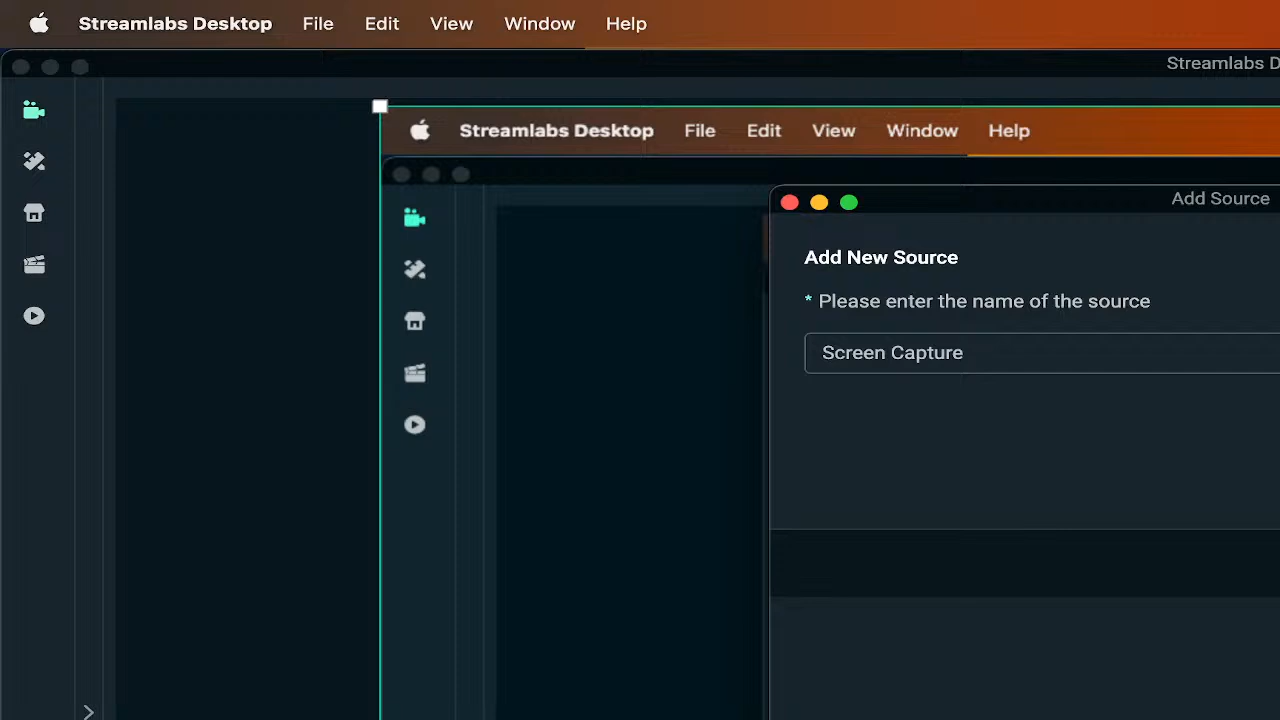 Streamlabs Desktop File Edit View Window Help
Streamlabs D
Streamlabs Desktop File Edit View Window Help
Add Source
Add New Source
* Please enter the name of the source
Screen Capture